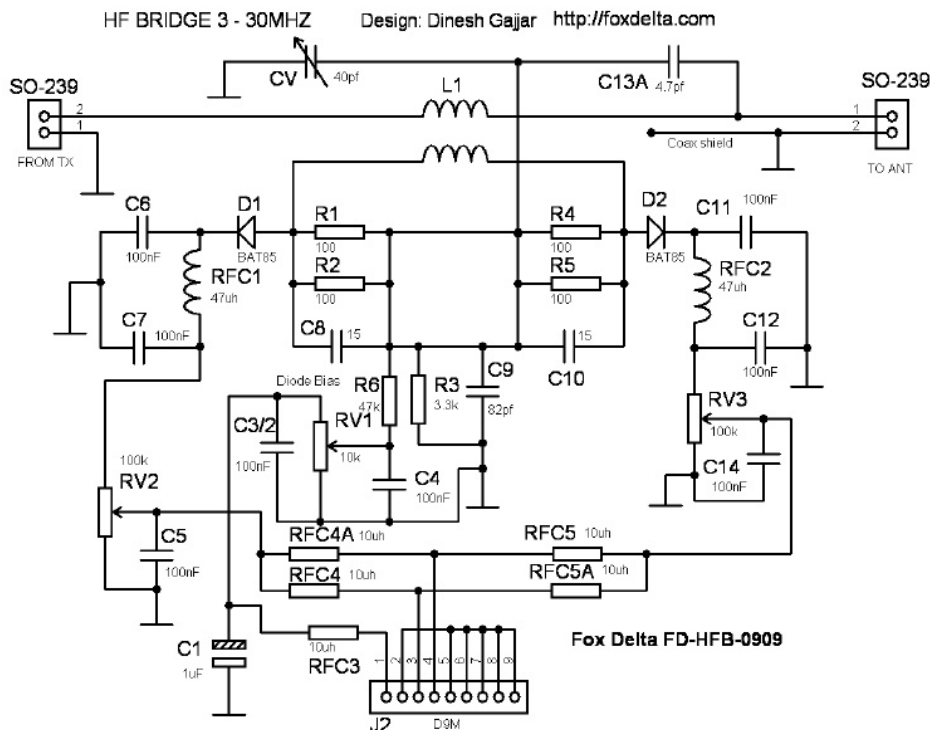 HF BRIDGE 3 - 30MHZ Design: Dinesh Gajjar http://foxdelta.com
CV
40pf
C13A
4.7pf
SO-239
2
1
FROM TX
L1
SO-239
1
2
Coax shield
TO ANT
C6
100nF
D1
BAT85
R1
100
R4
100
D2
BAT85
C11
100nF
RFC1
47uh
R2
100
R5
100
RFC2
47uh
C7
100nF
C8
15
15
C10
C12
100nF
Diode Bias
R6
47k
R3
3.3k
C9
82pf
C3/2
100nF
RV1
10k
C4
100nF
RV3
100k
C14
100nF
100k
RV2
C5
100nF
RFC4A 10uh
RFC5
10uh
RFC4 10uh
RFC5A
10uh
C1
1uF
10uh
RFC3
Fox Delta FD-HFB-0909
1
2
3
4
5
6
7
8
9
J2
D9M